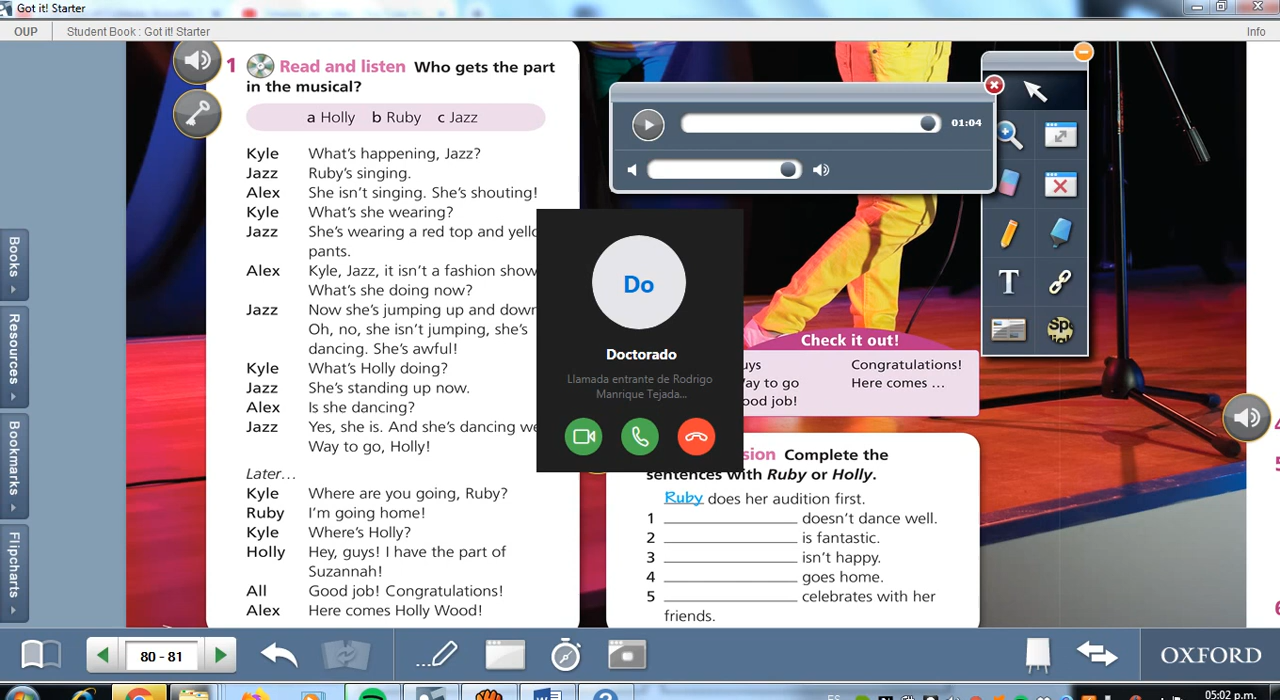 Got it! Starter
OUP
Student Book : Got it! Starter
Info
1 Read and listen Who gets the part
in the musical?
a Holly b Ruby c Jazz
Kyle What's happening, Jazz?
Jazz Ruby's singing.
Alex She isn't singing. She's shouting!
Kyle What's she wearing?
Jazz She's wearing a red top and
pants.
Alex Kyle, Jazz, it isn't a fashion show
What's she doing now?
Jazz Now she's jumping up and down
Oh, no, she isn't jumping, she's
dancing. She's awful!
Kyle What's Holly doing?
Jazz She's standing up now.
Alex Is she dancing?
Jazz Yes, she is. And she's dancing
Way to go, Holly!
Later...
Kyle Where are you going, Ruby?
Ruby I'm going home!
Kyle Where's Holly?
Holly Hey, guys! I have the part of
Suzannah!
All Good job! Congratulations!
Alex Here comes Holly Wood!
01:04
Do
Doctorado
Llamada entrante de Rodrigo
Manrique Tejada...
T
Check it out!
uys Congratulations!
ay to go Here comes ...
ood job!
sion Complete the
sentences with Ruby or Holly.
Ruby does her audition first.
1 ____ doesn't dance well.
2 ____ is fantastic.
3 ____ isn't happy.
4 ____ goes home.
5 ____ celebrates with her
friends.
Books
Resources
Bookmarks
Flipcharts
80 - 81
OXFORD
ES
05:02 p.m.